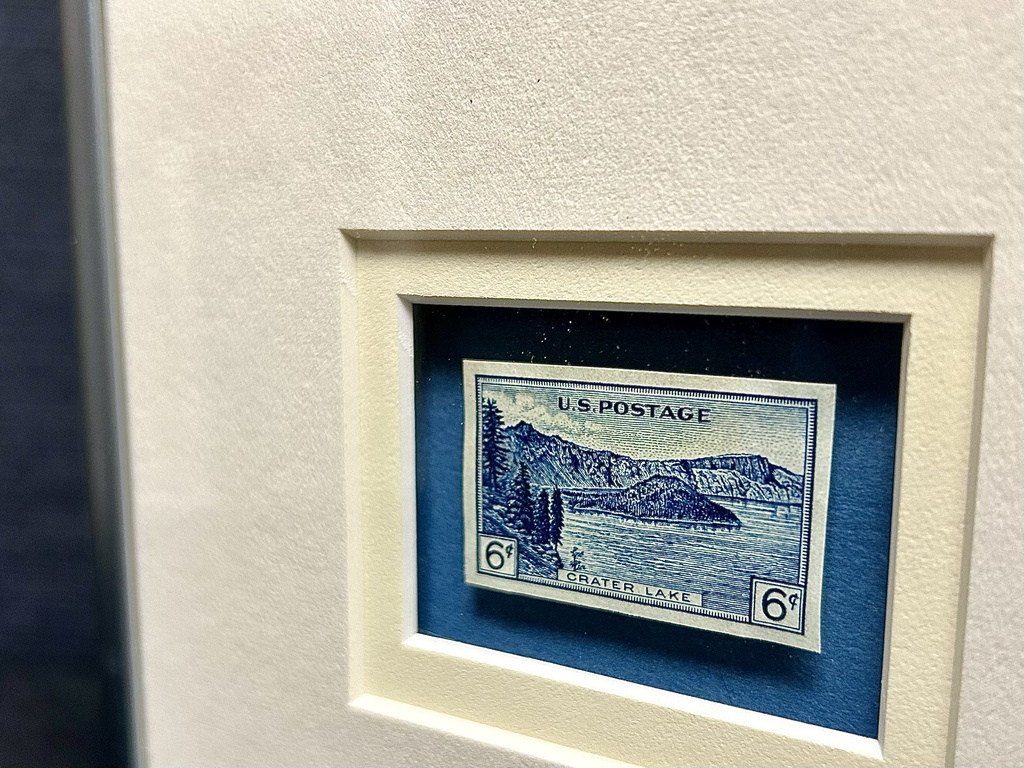 U.S. POSTAGE
6¢
CRATER LAKE
6¢